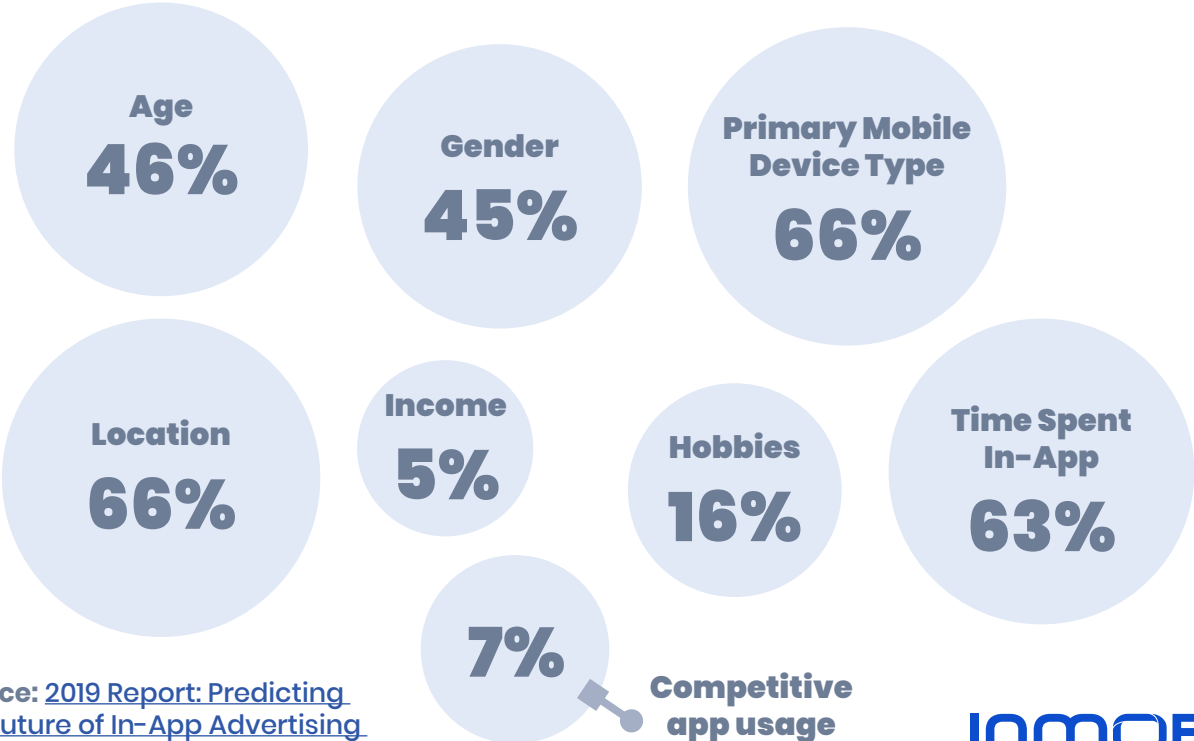 Age
46%
Gender
45%
Primary Mobile
Device Type
66%
Location
66%
Income
5%
Hobbies
16%
Time Spent
In-App
63%
7%
Competitive
app usage
ce: 2019 Report: Predicting
uture of In-App Advertising